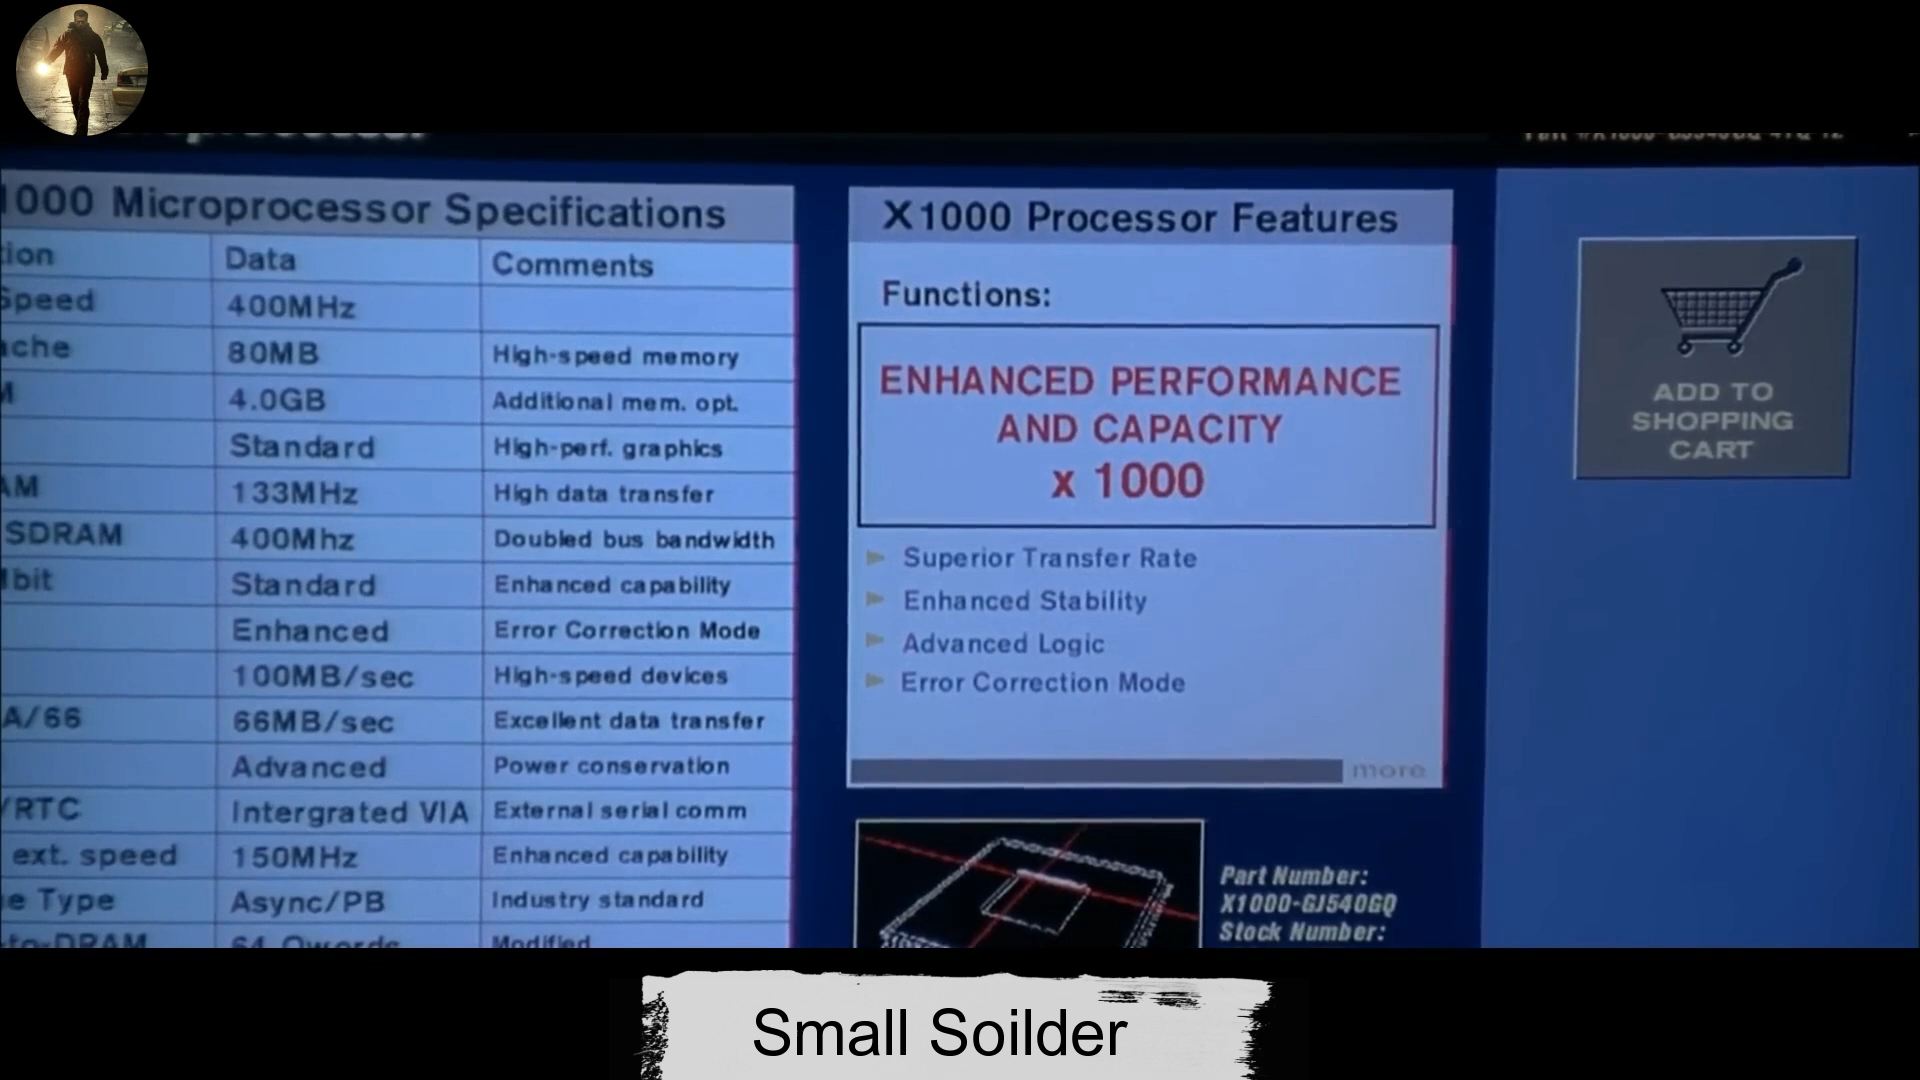 1000 Microprocessor Specifications
Data Comments
Speed 400MHz
80MB High-speed memory
4.0GB Additional mem. opt.
Standard High-perf. graphics
133MHz High data transfer
SDRAM 400Mhz Doubled bus bandwidth
Standard Enhanced capability
Enhanced Error Correction Mode
100MB/sec High-speed devices
A/66 66MB/sec Excellent data transfer
Advanced Power conservation
/RTC Intergrated VIA External serial comm
ext. speed 150MHz Enhanced capability
Type Async/PB Industry standard
64 Qwords Modified
X1000 Processor Features
Functions:
ENHANCED PERFORMANCE
AND CAPACITY
x 1000
Superior Transfer Rate
Enhanced Stability
Advanced Logic
Error Correction Mode
more
Part Number:
X1000-GJ540GQ
Stock Number:
ADD TO
SHOPPING
CART
Small Soilder